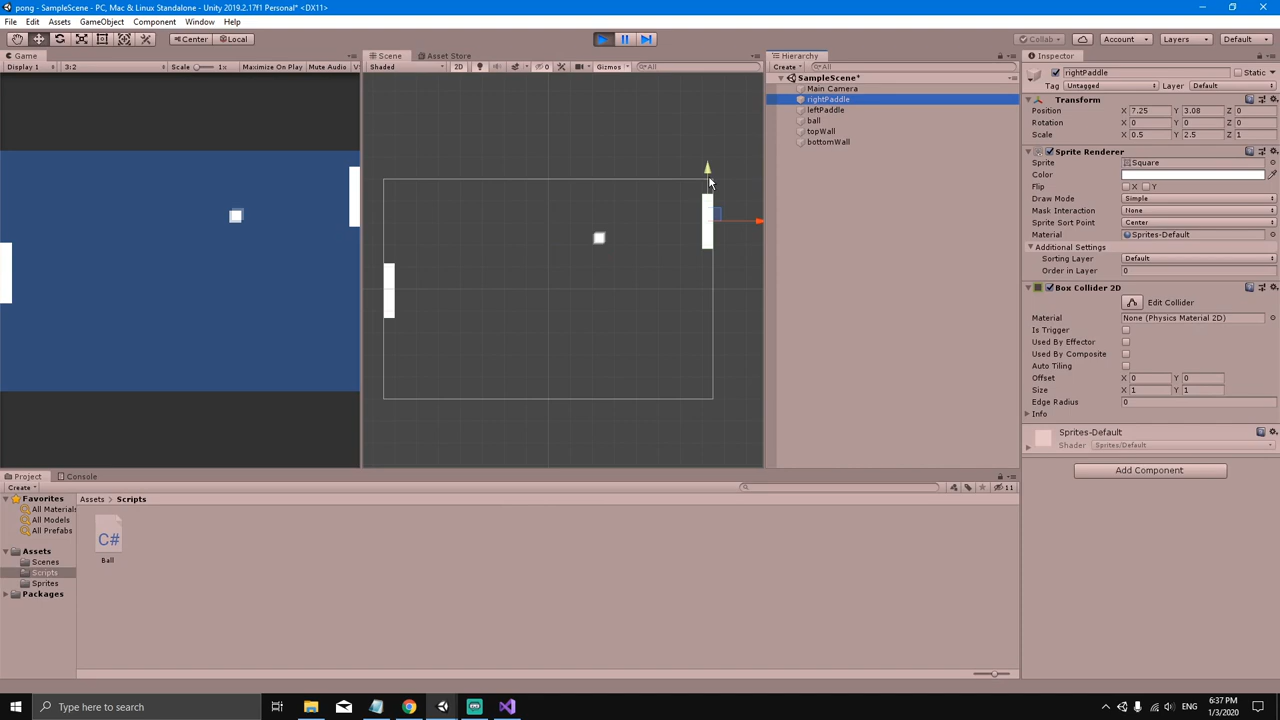 pong - SampleScene - PC, Mac & Linux Standalone - Unity 2019.2.17f1 Personal* <DX11>
File Edit Assets GameObject Component Window Help
Center Local Collab Account Layers Default
Game
Display 1 3:2 Scale 1x Maximize On Play Mute Audio
Scene Asset Store
Shaded 2D 0 Gizmos All
Hierarchy
Create All
SampleScene*
Main Camera
rightPaddle
leftPaddle
ball
topWall
bottomWall
Inspector
rightPaddle Static
Tag Untagged Layer Default
Transform
Position X 7.25 Y 3.08 Z 0
Rotation X 0 Y 0 Z 0
Scale X 0.5 Y 2.5 Z 1
Sprite Renderer
Sprite Square
Color
Flip X Y
Draw Mode Simple
Mask Interaction None
Sprite Sort Point Center
Material Sprites-Default
Additional Settings
Sorting Layer Default
Order in Layer 0
Box Collider 2D
Edit Collider
Material None (Physics Material 2D)
Is Trigger
Used By Effector
Used By Composite
Auto Tiling
Offset X 0 Y 0
Size X 1 Y 1
Edge Radius 0
Info
Sprites-Default
Shader Sprites/Default
Add Component
Project Console
Create 11
Favorites
All Materials
All Models
All Prefabs
Assets
Scenes
Scripts
Sprites
Packages
Assets Scripts
C#
Ball
Type here to search
ENG
6:37 PM
1/3/2020